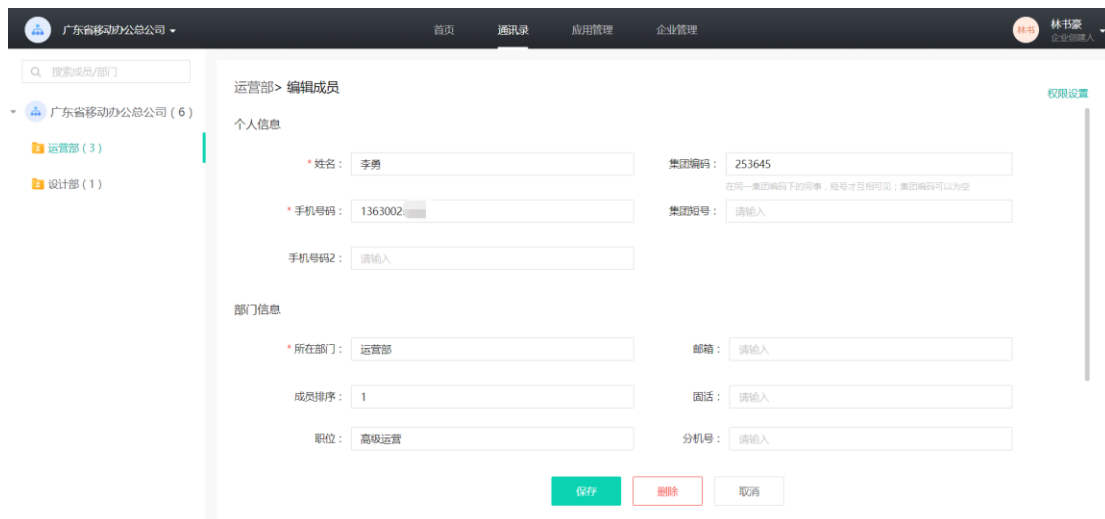 广东省移动办公总公司 首页 通讯录 应用管理 企业管理 林书 林书豪
企业创建人
搜索成员/部门
广东省移动办公总公司 ( 6 )
运营部 ( 3 )
设计部 ( 1 )
运营部> 编辑成员
权限设置
个人信息
* 姓名： 李勇 集团编码： 253645
在同一集团编码下的同事，短号才互相可见；集团编码可以为空
* 手机号码： 1363002 集团短号： 请输入
手机号码2： 请输入
部门信息
* 所在部门： 运营部 邮箱： 请输入
成员排序： 1 固话： 请输入
职位： 高级运营 分机号： 请输入
保存 删除 取消